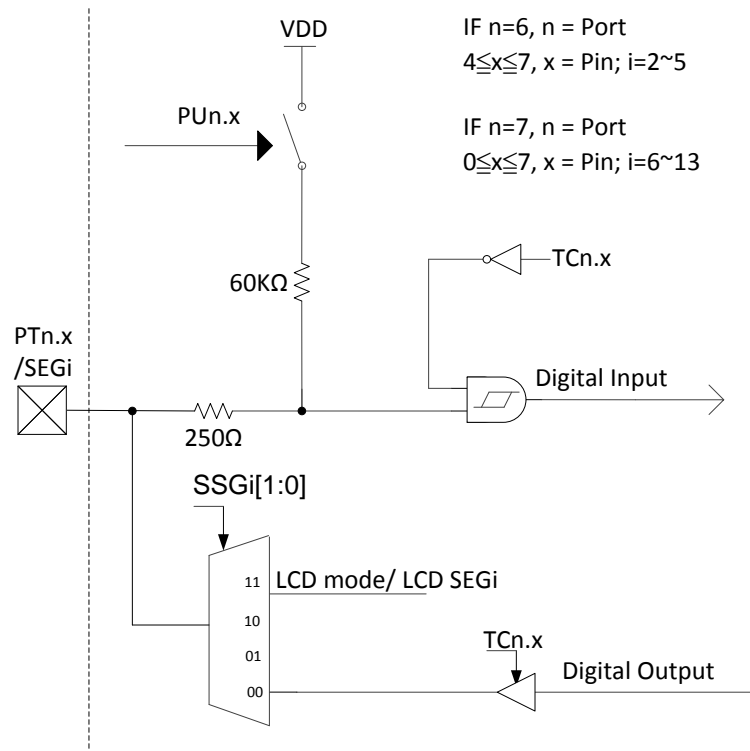 VDD
IF n=6, n = Port
4≦x≦7, x = Pin; i=2~5
PUn.x
IF n=7, n = Port
0≦x≦7, x = Pin; i=6~13
60KΩ
TCn.x
PTn.x
/SEGi
Digital Input
250Ω
SSGi[1:0]
11
LCD mode/ LCD SEGi
10
01
TCn.x
00
Digital Output